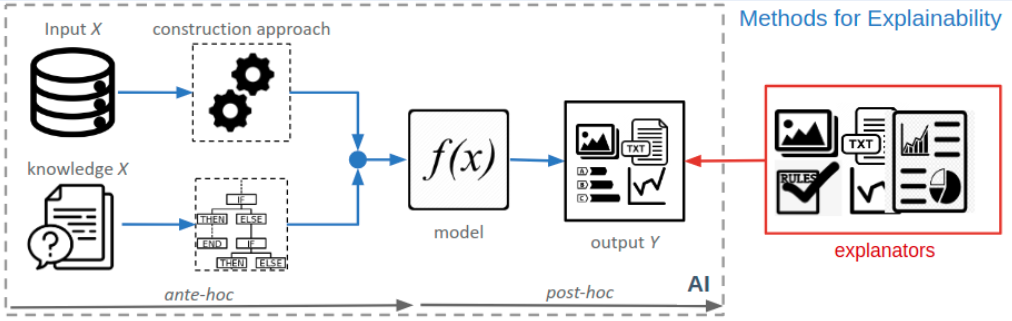 Methods for Explainability
Input X
construction approach
knowledge X
IF
THEN
ELSE
END
IF
THEN
ELSE
f(x)
model
TXT
A
B
C
output Y
TXT
RULES
explanators
ante-hoc
post-hoc
AI